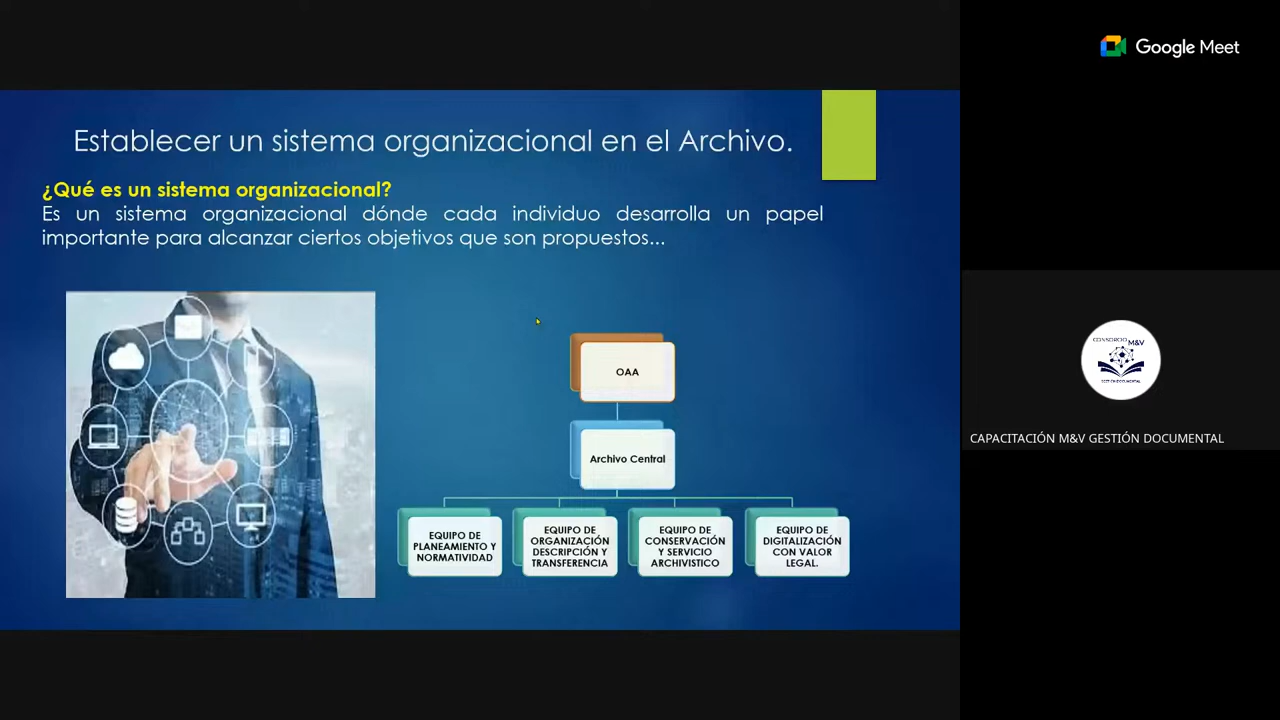 Google Meet
Establecer un sistema organizacional en el Archivo.
¿Qué es un sistema organizacional?
Es un sistema organizacional dónde cada individuo desarrolla un papel
importante para alcanzar ciertos objetivos que son propuestos...
OAA
Archivo Central
EQUIPO DE
PLANEAMIENTO Y
NORMATIVIDAD
EQUIPO DE
ORGANIZACIÓN
DESCRIPCIÓN Y
TRANSFERENCIA
EQUIPO DE
CONSERVACIÓN
Y SERVICIO
ARCHIVISTICO
EQUIPO DE
DIGITALIZACIÓN
CON VALOR
LEGAL.
CONSORCIO M&V
CAPACITACIÓN M&V GESTIÓN DOCUMENTAL